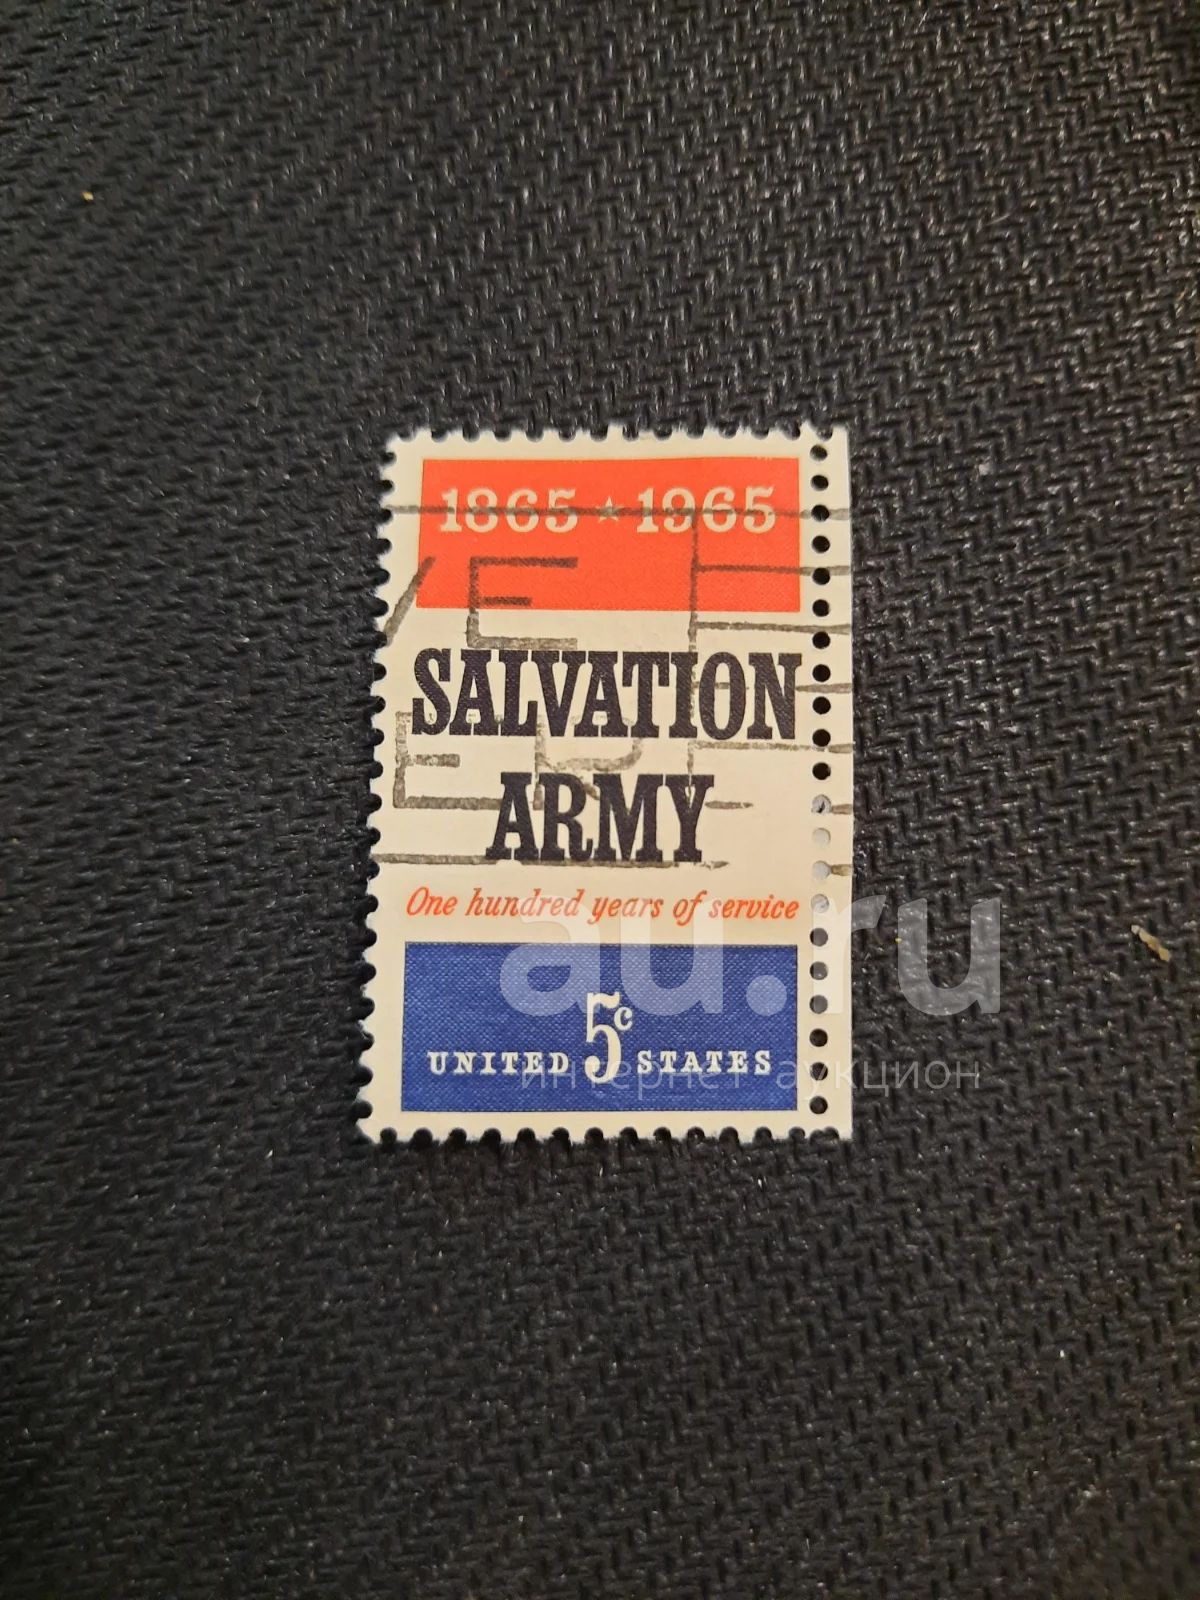 1865 ★ 1965
SALVATION
ARMY
One hundred years of service
5c
UNITED STATES
au.ru
интернет аукцион